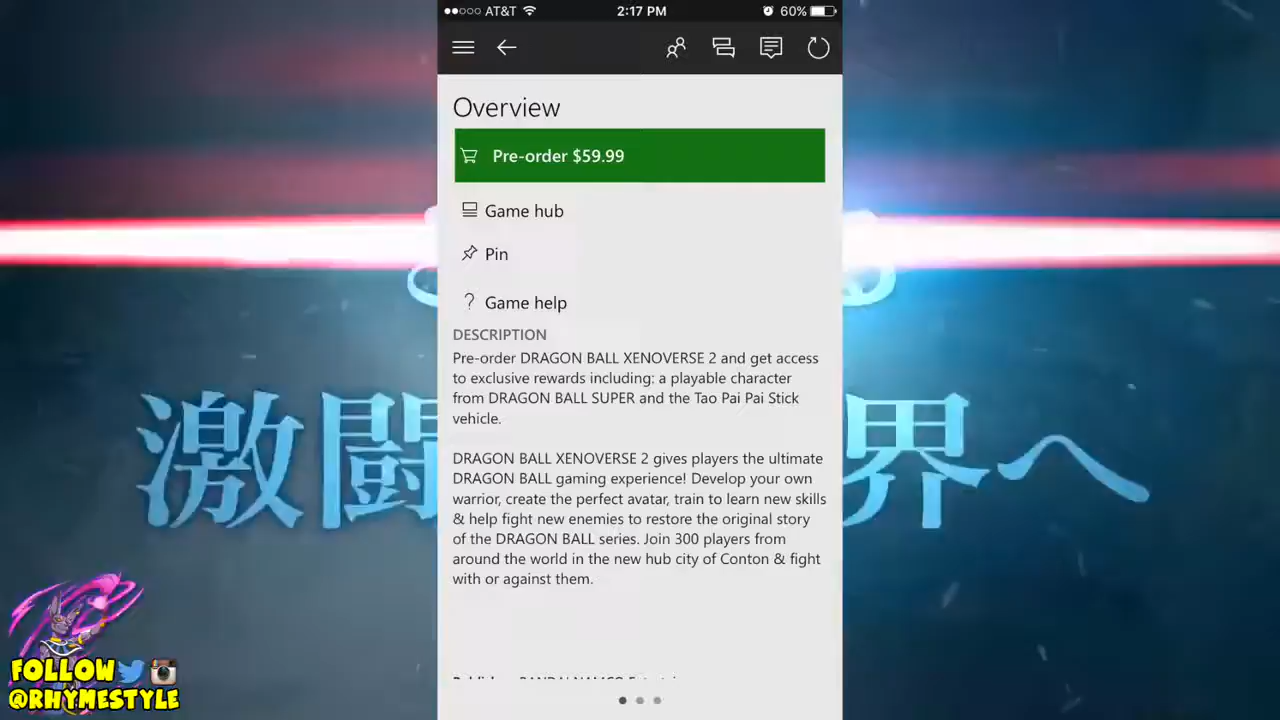 AT&T 2:17 PM 60%
Overview
Pre-order $59.99
Game hub
Pin
? Game help
DESCRIPTION
Pre-order DRAGON BALL XENOVERSE 2 and get access
to exclusive rewards including: a playable character
from DRAGON BALL SUPER and the Tao Pai Pai Stick
vehicle.
DRAGON BALL XENOVERSE 2 gives players the ultimate
DRAGON BALL gaming experience! Develop your own
warrior, create the perfect avatar, train to learn new skills
& help fight new enemies to restore the original story
of the DRAGON BALL series. Join 300 players from
around the world in the new hub city of Conton & fight
with or against them.
激闘
界へ
FOLLOW
@RHYMESTYLE